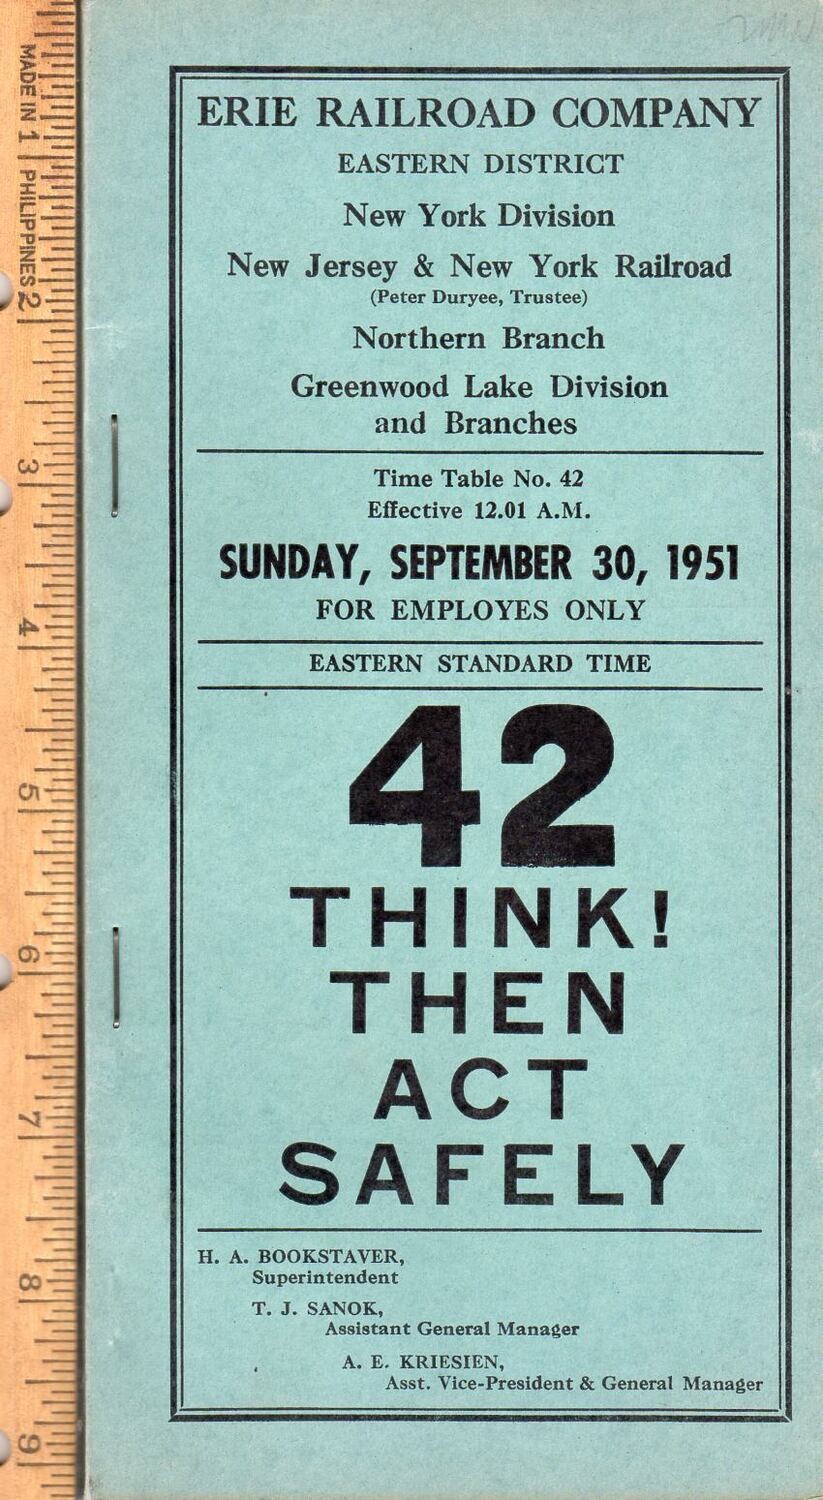 ERIE RAILROAD COMPANY
EASTERN DISTRICT
New York Division
New Jersey & New York Railroad
(Peter Duryee, Trustee)
Northern Branch
Greenwood Lake Division
and Branches
Time Table No. 42
Effective 12.01 A.M.
SUNDAY, SEPTEMBER 30, 1951
FOR EMPLOYES ONLY
EASTERN STANDARD TIME
42
THINK!
THEN
ACT
SAFELY
H. A. BOOKSTAVER,
Superintendent
T. J. SANOK,
Assistant General Manager
A. E. KRIESIEN,
Asst. Vice-President & General Manager
MADE IN PHILIPPINES
1
2
3
4
5
6
7
8
9